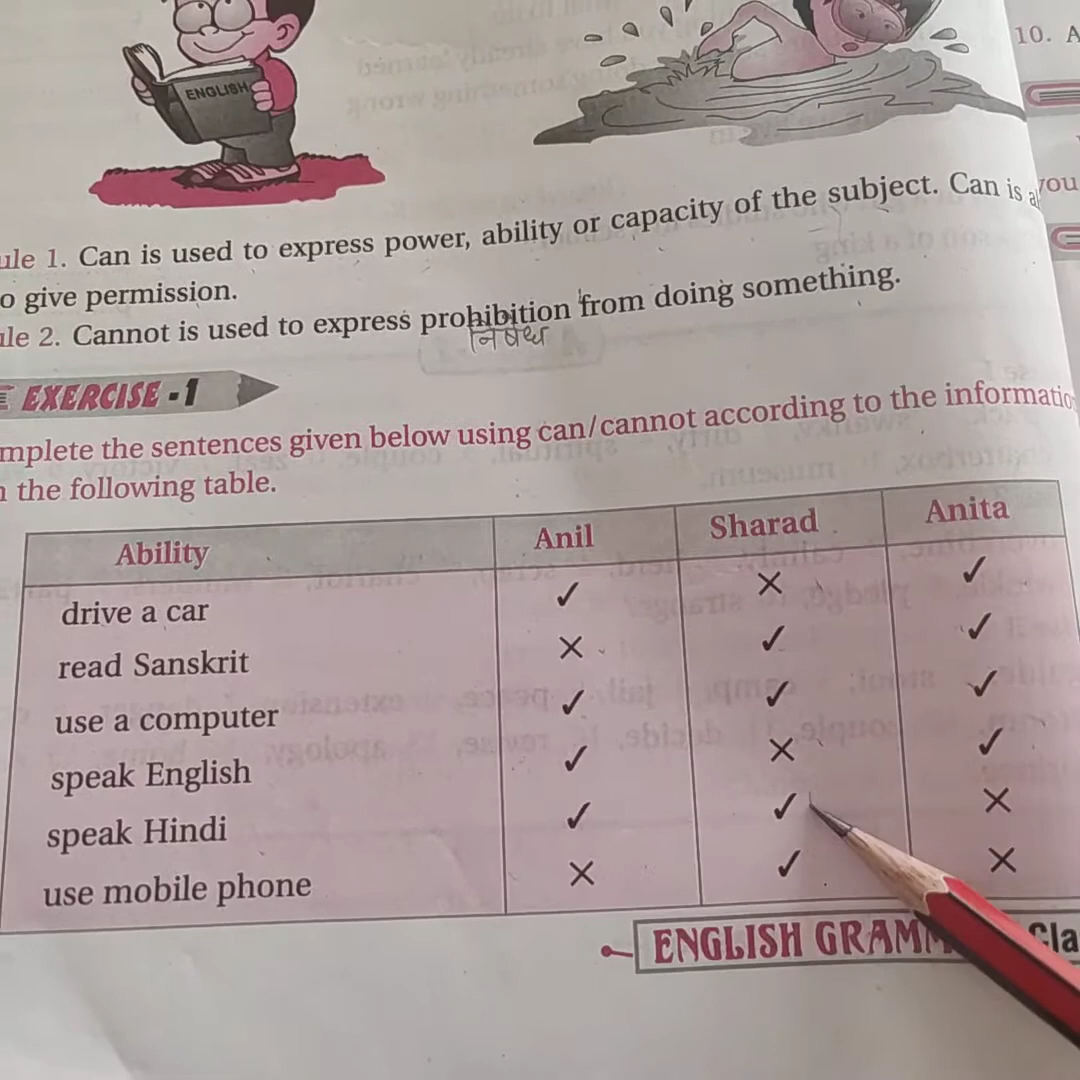 ENGLISH
10. A
ule 1. Can is used to express power, ability or capacity of the subject. Can is
you
o give permission.
ule 2. Cannot is used to express prohibition from doing something.
निषेध
EXERCISE - 1
mplete the sentences given below using can/cannot according to the informatio
the following table.
Ability Anil Sharad Anita
drive a car ✓ × ✓
read Sanskrit × ✓ ✓
use a computer ✓ ✓ ✓
speak English ✓ × ✓
speak Hindi ✓ ✓ ×
use mobile phone × ✓ ×
ENGLISH GRAMM Cla